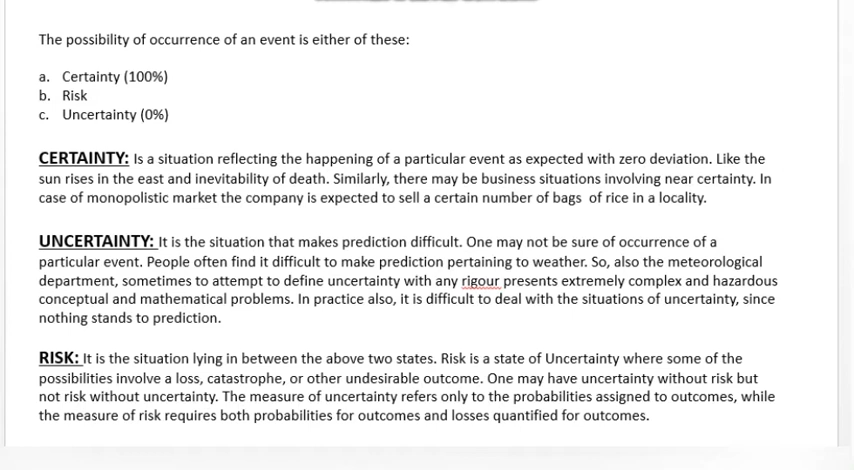 The possibility of occurrence of an event is either of these:
a. Certainty (100%)
b. Risk
c. Uncertainty (0%)
CERTAINTY: Is a situation reflecting the happening of a particular event as expected with zero deviation. Like the
sun rises in the east and inevitability of death. Similarly, there may be business situations involving near certainty. In
case of monopolistic market the company is expected to sell a certain number of bags of rice in a locality.
UNCERTAINTY: It is the situation that makes prediction difficult. One may not be sure of occurrence of a
particular event. People often find it difficult to make prediction pertaining to weather. So, also the meteorological
department, sometimes to attempt to define uncertainty with any rigour presents extremely complex and hazardous
conceptual and mathematical problems. In practice also, it is difficult to deal with the situations of uncertainty, since
nothing stands to prediction.
RISK: It is the situation lying in between the above two states. Risk is a state of Uncertainty where some of the
possibilities involve a loss, catastrophe, or other undesirable outcome. One may have uncertainty without risk but
not risk without uncertainty. The measure of uncertainty refers only to the probabilities assigned to outcomes, while
the measure of risk requires both probabilities for outcomes and losses quantified for outcomes.